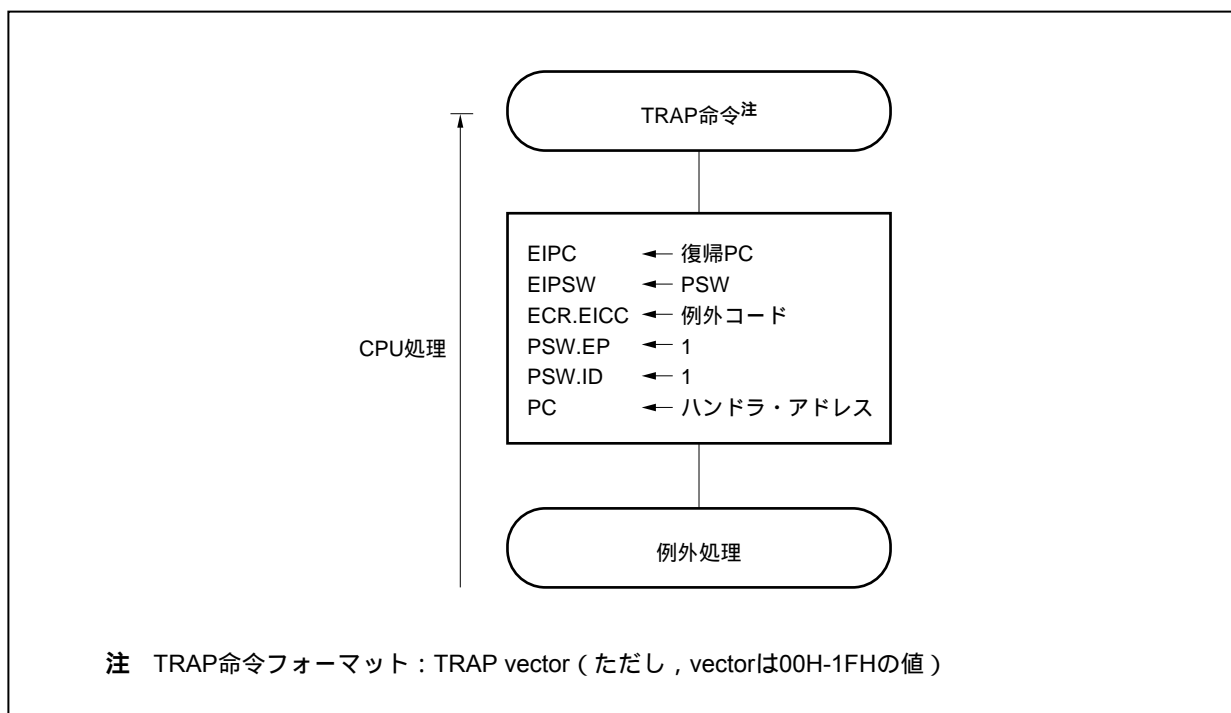 TRAP命令注
EIPC ← 復帰PC
EIPSW ← PSW
ECR.EICC ← 例外コード
PSW.EP ← 1
PSW.ID ← 1
PC ← ハンドラ・アドレス
CPU処理
例外処理
注 TRAP命令フォーマット：TRAP vector（ただし，vectorは00H-1FHの値）